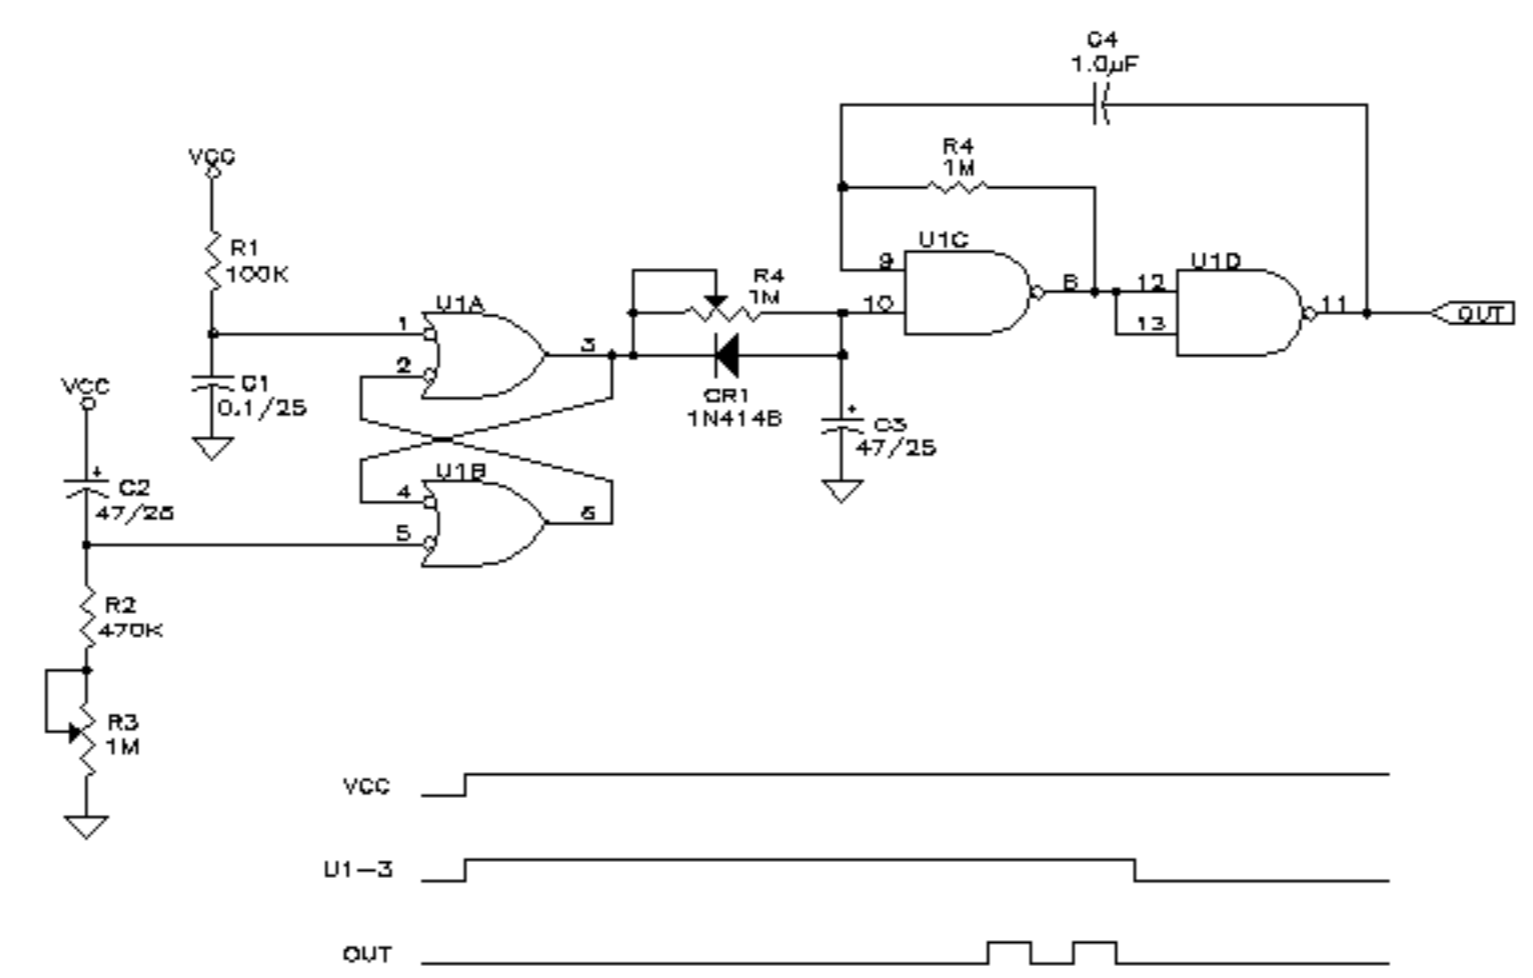 C4
1.0µF
R4
1M
VCC
R1
100K
C1
0.1/25
U1A
1
2
3
R4
1M
CR1
1N4148
C3
47/25
U1C
9
10
8
U1D
12
13
11
OUT
VCC
C2
47/25
U1B
4
5
6
R2
470K
R3
1M
VCC
U1-3
OUT